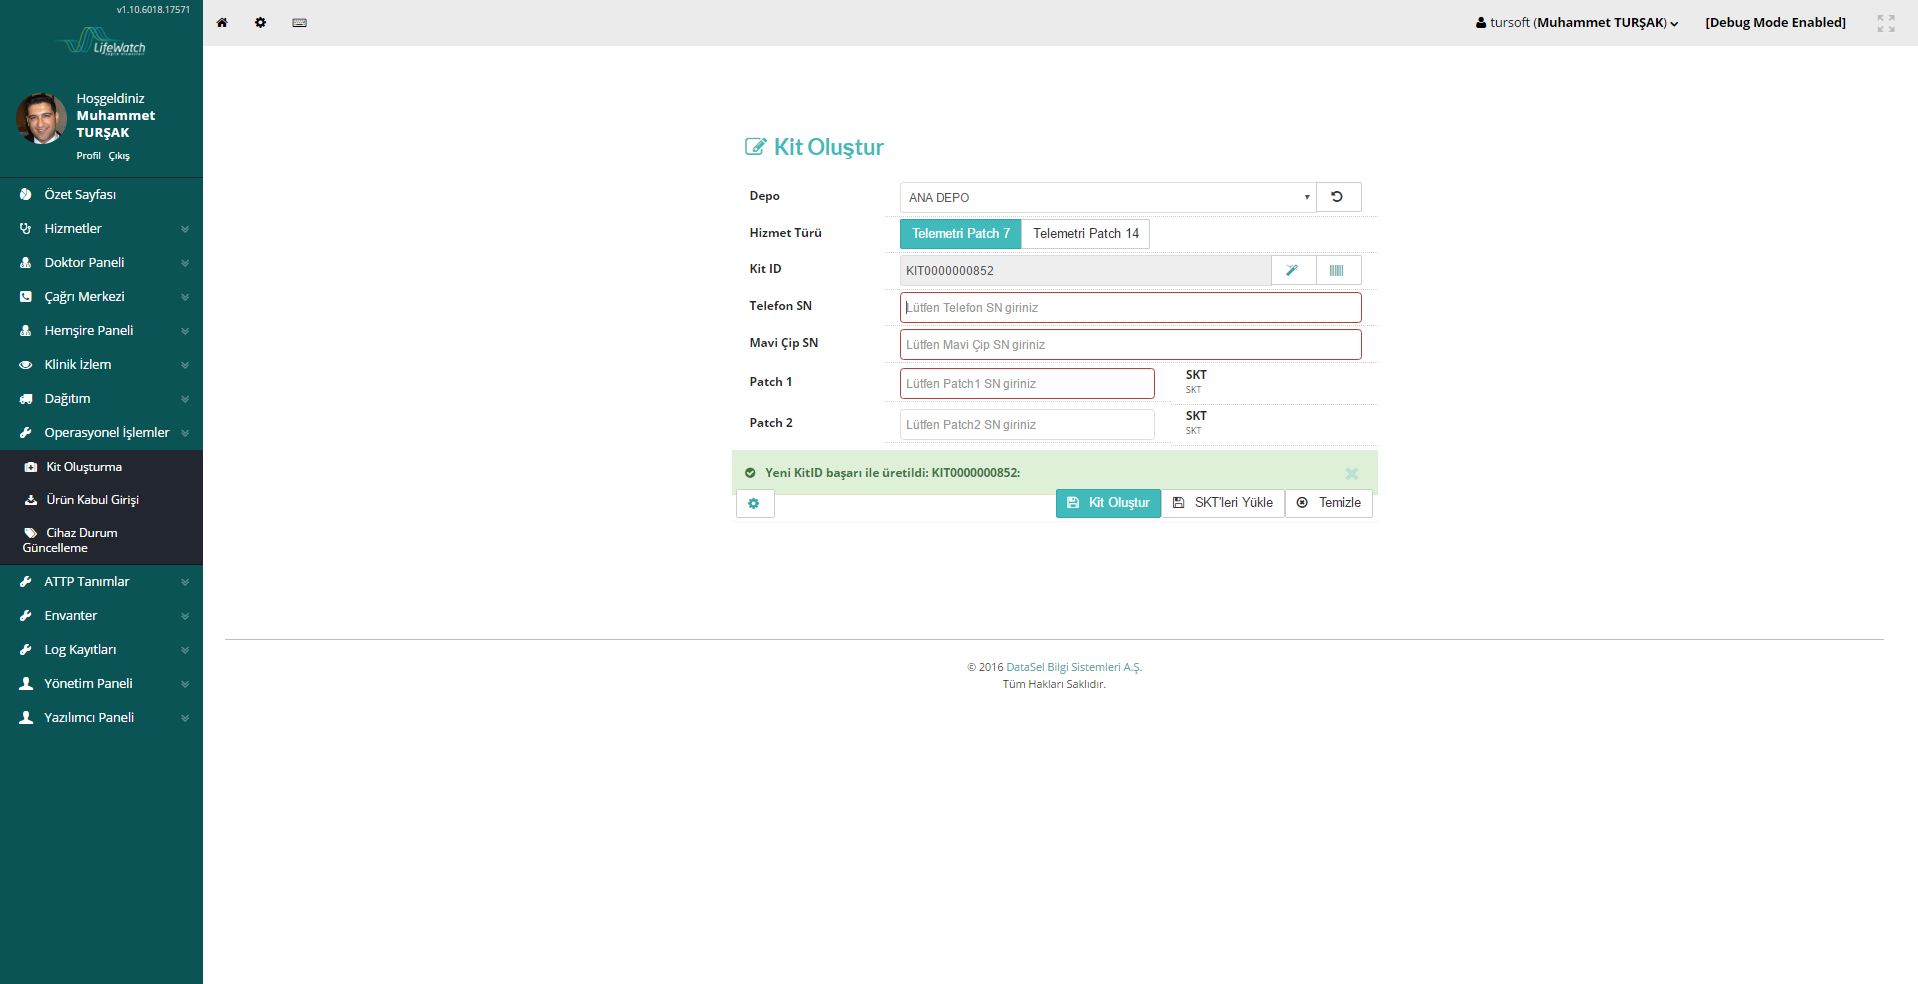 v1.10.6018.17571
LifeWatch
Hoşgeldiniz
Muhammet
TURŞAK
Profil Çıkış
Özet Sayfası
Hizmetler
Doktor Paneli
Çağrı Merkezi
Hemşire Paneli
Klinik İzlem
Dağıtım
Operasyonel İşlemler
Kit Oluşturma
Ürün Kabul Girişi
Cihaz Durum
Güncelleme
ATTP Tanımlar
Envanter
Log Kayıtları
Yönetim Paneli
Yazılımcı Paneli
tursoft (Muhammet TURŞAK) [Debug Mode Enabled]
Kit Oluştur
Depo ANA DEPO
Hizmet Türü Telemetri Patch 7 Telemetri Patch 14
Kit ID KIT0000000852
Telefon SN Lütfen Telefon SN giriniz
Mavi Çip SN Lütfen Mavi Çip SN giriniz
Patch 1 Lütfen Patch1 SN giriniz SKT
SKT
Patch 2 Lütfen Patch2 SN giriniz SKT
SKT
Yeni KitID başarı ile üretildi: KIT0000000852:
Kit Oluştur SKT'leri Yükle Temizle
© 2016 DataSel Bilgi Sistemleri A.Ş.
Tüm Hakları Saklıdır.